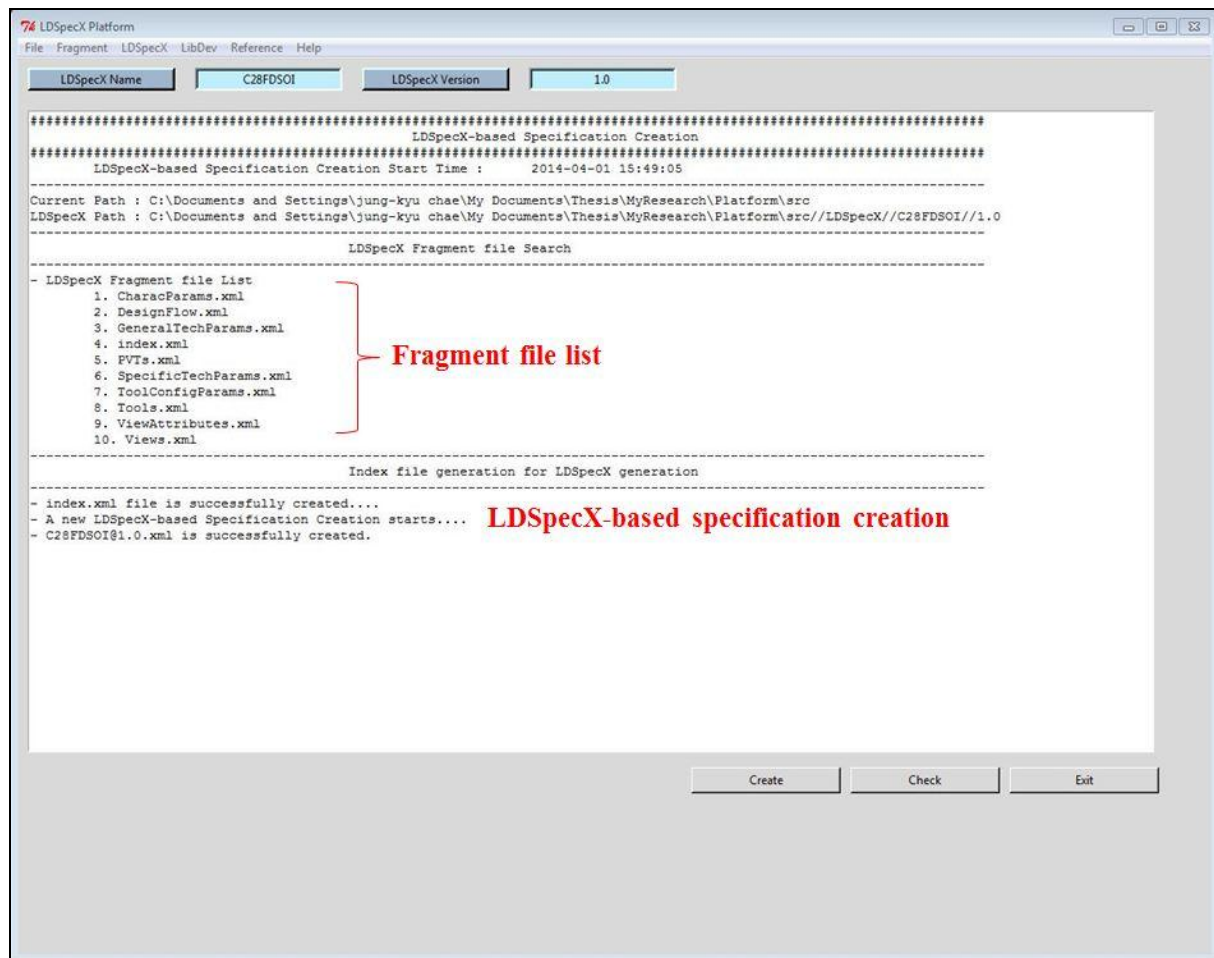 74 LDSpecX Platform
File Fragment LDSpecX LibDev Reference Help
LDSpecX Name C28FDSOI LDSpecX Version 1.0
#######################################################################################################################
LDSpecX-based Specification Creation
#######################################################################################################################
LDSpecX-based Specification Creation Start Time : 2014-04-01 15:49:05
-----------------------------------------------------------------------------------------------------------------------
Current Path : C:\Documents and Settings\jung-kyu chae\My Documents\Thesis\MyResearch\Platform\src
LDSpecX Path : C:\Documents and Settings\jung-kyu chae\My Documents\Thesis\MyResearch\Platform\src//LDSpecX//C28FDSOI//1.0
-----------------------------------------------------------------------------------------------------------------------
LDSpecX Fragment file Search
-----------------------------------------------------------------------------------------------------------------------
- LDSpecX Fragment file List
1. CharacParams.xml
2. DesignFlow.xml
3. GeneralTechParams.xml
4. index.xml
5. PVTs.xml
6. SpecificTechParams.xml
7. ToolConfigParams.xml
8. Tools.xml
9. ViewAttributes.xml
10. Views.xml
Fragment file list
-----------------------------------------------------------------------------------------------------------------------
Index file generation for LDSpecX generation
-----------------------------------------------------------------------------------------------------------------------
- index.xml file is successfully created....
- A new LDSpecX-based Specification Creation starts....
- C28FDSOI@1.0.xml is successfully created.
LDSpecX-based specification creation
Create Check Exit